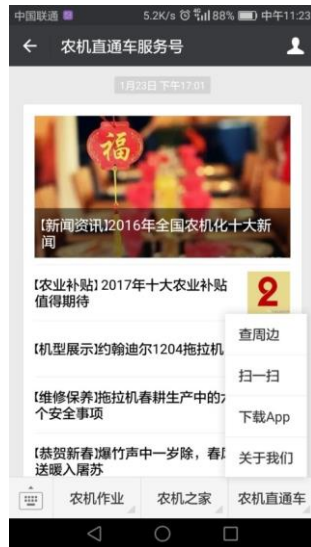 中国联通 5.2K/s 88% 中午11:23
农机直通车服务号
1月23日 下午17:01
福
【新闻资讯】2016年全国农机化十大新
闻
【农业补贴】2017年十大农业补贴
值得期待
2
【机型展示】约翰迪尔1204拖拉机
【维修保养】拖拉机春耕生产中的
个安全事项
【恭贺新春】爆竹声中一岁除，春
送暖入屠苏
查周边
扫一扫
下载App
关于我们
农机作业 农机之家 农机直通车